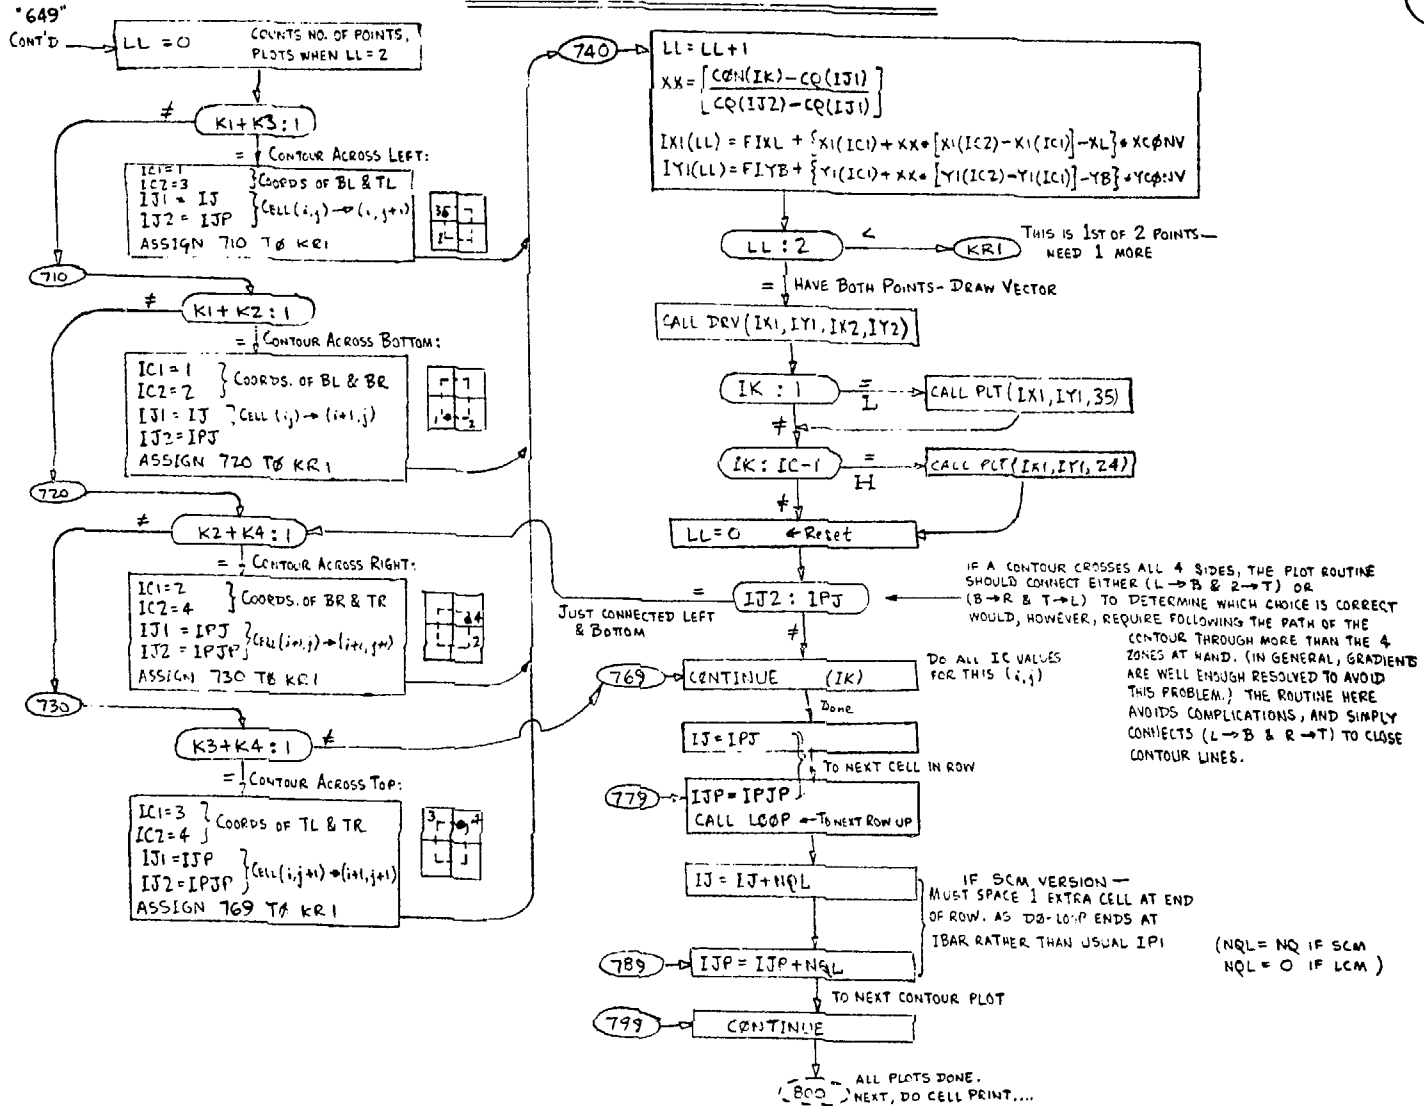 "649"
CONT'D
LL = 0 COUNTS NO. OF POINTS,
PLOTS WHEN LL = 2
≠
K1+K3 : 1
= CONTOUR ACROSS LEFT:
IC1=1
IC2=3 } COORDS OF BL & TL
IJ1 = IJ
IJ2 = IJP } CELL (i,j) → (i,j+1)
ASSIGN 710 TØ KR1
710
≠
K1+K2 : 1
= CONTOUR ACROSS BOTTOM:
IC1=1
IC2=2 } COORDS. OF BL & BR
IJ1 = IJ } CELL (i,j) → (i+1,j)
IJ2=IPJ
ASSIGN 720 TØ KR1
1 2
720
≠
K2+K4 : 1
= CONTOUR ACROSS RIGHT:
IC1=2
IC2=4 } COORDS. OF BR & TR
IJ1 = IPJ
IJ2 = IPJP } CELL (i+1,j) → (i+1,j+1)
ASSIGN 730 TØ KR1
4
2
730
K3+K4 : 1 ≠
= CONTOUR ACROSS TOP:
IC1=3
IC2=4 } COORDS OF TL & TR
IJ1=IJP
IJ2=IPJP } CELL (i,j+1) → (i+1,j+1)
ASSIGN 769 TØ KR1
3 4
740
LL = LL+1
XX = [CØN(IK) – CQ(IJ1)
CQ(IJ2) – CQ(IJ1)]
IX1(LL) = FIXL + {X1(IC1) + XX * [X1(IC2) – X1(IC1)] – XL} * XCØNV
IY1(LL) = FIYB + {Y1(IC1) + XX * [Y1(IC2) – Y1(IC1)] – YB} * YCØNV
LL : 2 < KR1
THIS IS 1ST OF 2 POINTS—
NEED 1 MORE
= HAVE BOTH POINTS – DRAW VECTOR
CALL DRV (IX1, IY1, IX2, IY2)
IK : 1 = L CALL PLT (IX1, IY1, 35)
≠
IK : IC-1 = H CALL PLT (IX1, IY1, 24)
≠
LL=0 ← Reset
IJ2 : IPJ
=
JUST CONNECTED LEFT
& BOTTOM
≠
IF A CONTOUR CROSSES ALL 4 SIDES, THE PLOT ROUTINE
SHOULD CONNECT EITHER (L→B & R→T) OR
(B→R & T→L) TO DETERMINE WHICH CHOICE IS CORRECT
WOULD, HOWEVER, REQUIRE FOLLOWING THE PATH OF THE
CONTOUR THROUGH MORE THAN THE 4
ZONES AT HAND. (IN GENERAL, GRADIENTS
ARE WELL ENOUGH RESOLVED TO AVOID
THIS PROBLEM.) THE ROUTINE HERE
AVOIDS COMPLICATIONS, AND SIMPLY
CONNECTS (L→B & R→T) TO CLOSE
CONTOUR LINES.
769 CØNTINUE (IK)
DO ALL IC VALUES
FOR THIS (i,j)
Done
IJ = IPJ
TO NEXT CELL IN ROW
779 IJP = IPJP
CALL LØØP ← TO NEXT ROW UP
IJ = IJ+NQL
IF SCM VERSION —
MUST SPACE 1 EXTRA CELL AT END
OF ROW. AS DØ-LOOP ENDS AT
IBAR RATHER THAN USUAL IP1
(NQL = NQ IF SCM
NQL = 0 IF LCM)
789 IJP = IJP+NQL
TO NEXT CONTOUR PLOT
799 CØNTINUE
800 ALL PLOTS DONE.
NEXT, DO CELL PRINT....